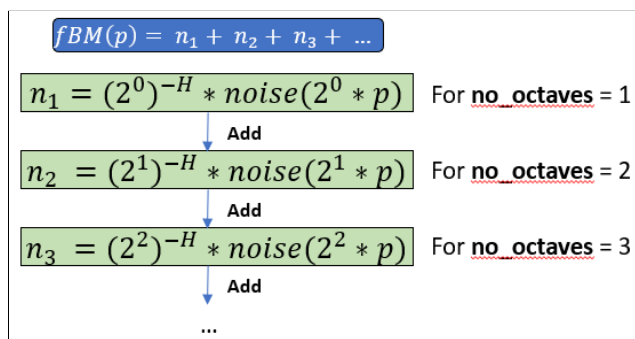 fBM(p) = n₁ + n₂ + n₃ + ...
n₁ = (2⁰)⁻ᴴ * noise(2⁰ * p) For no_octaves = 1
Add
n₂ = (2¹)⁻ᴴ * noise(2¹ * p) For no_octaves = 2
Add
n₃ = (2²)⁻ᴴ * noise(2² * p) For no_octaves = 3
Add
...